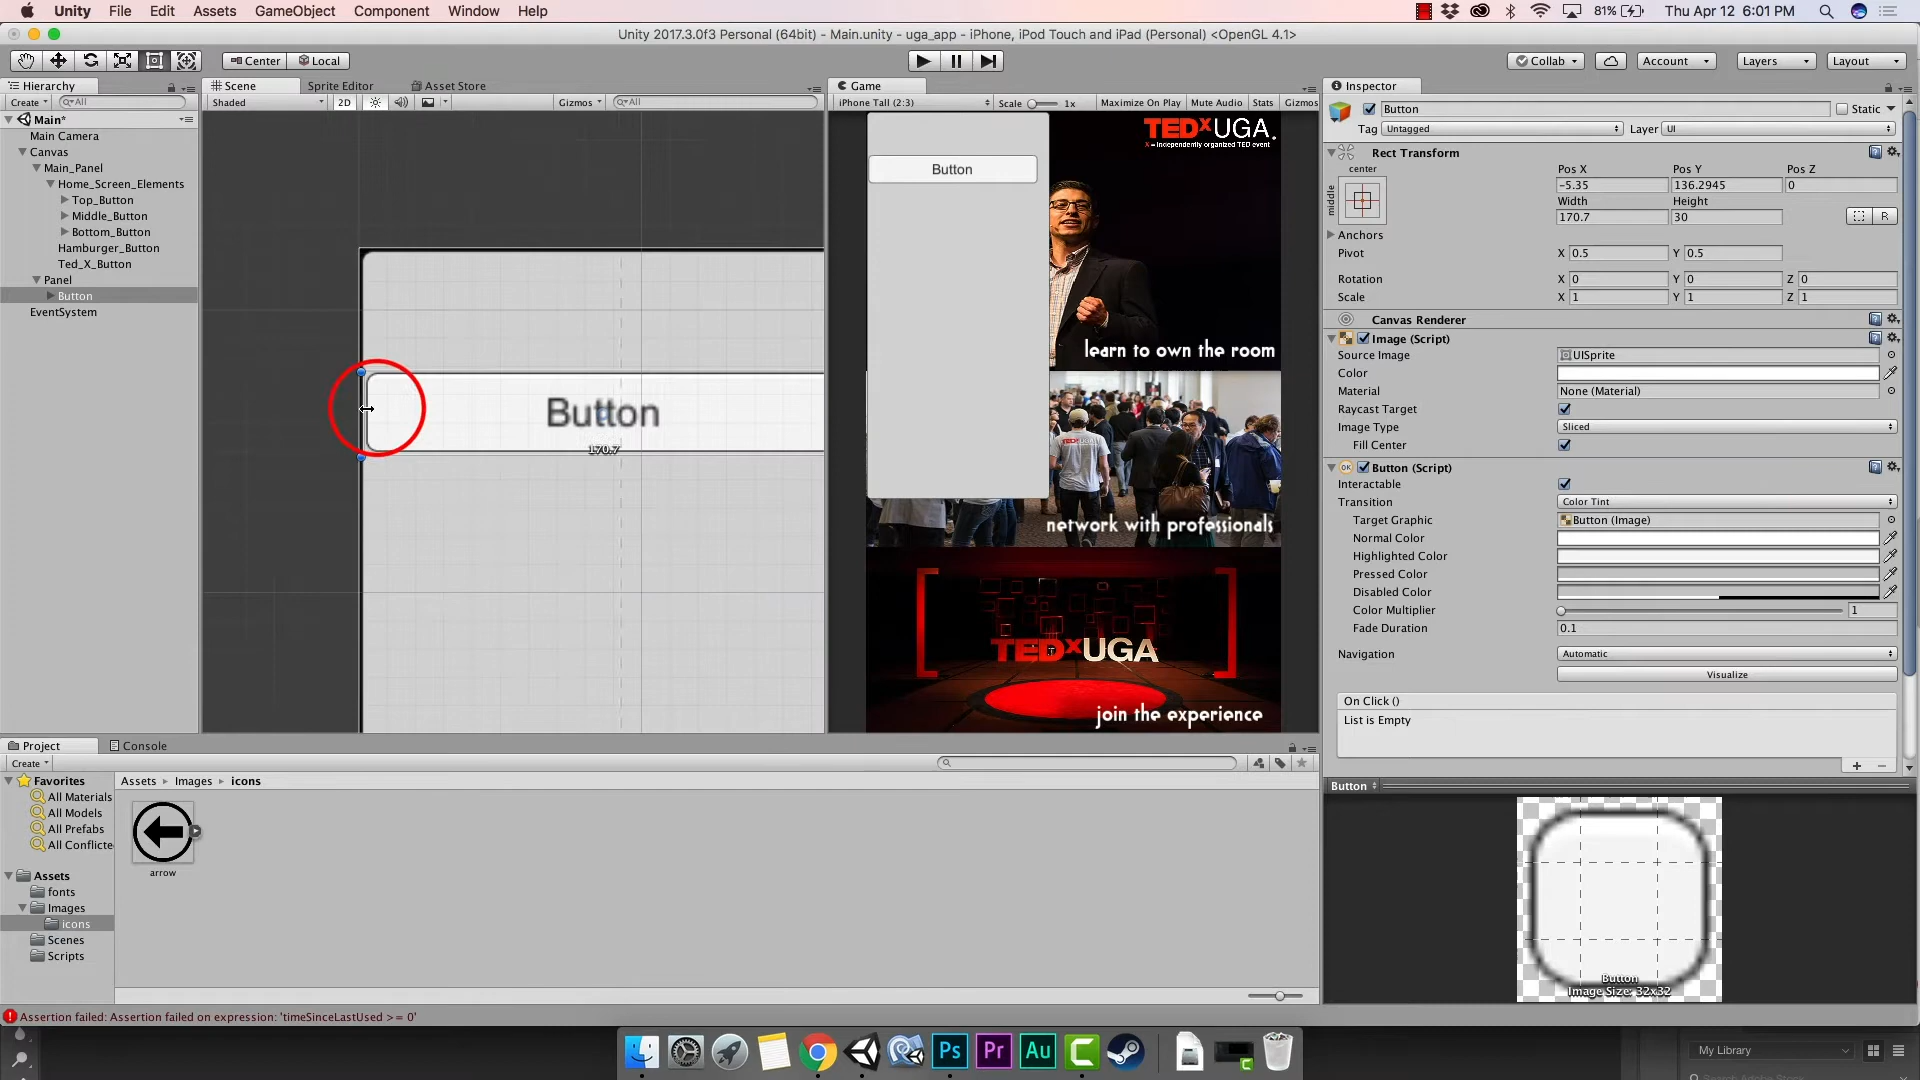 Unity File Edit Assets GameObject Component Window Help 81% Thu Apr 12 6:01 PM
Unity 2017.3.0f3 Personal (64bit) - Main.unity - uga_app - iPhone, iPod Touch and iPad (Personal) <OpenGL 4.1>
Center Local Collab Account Layers Layout
Hierarchy Scene Sprite Editor Asset Store Game Inspector
Create All Shaded 2D Gizmos All iPhone Tall (2:3) Scale 1x Maximize On Play Mute Audio Stats Gizmos
Button Static
Tag Untagged Layer UI
Main*
Main Camera
Canvas
Main_Panel
Home_Screen_Elements
Top_Button
Middle_Button
Bottom_Button
Hamburger_Button
Ted_X_Button
Panel
Button
EventSystem
Button
170.7
TEDxUGA.
X = independently organized TED event
Button
learn to own the room
TEDxUGA
network with professionals
TEDxUGA
join the experience
Rect Transform
center
middle
Pos X Pos Y Pos Z
-5.35 136.2945 0
Width Height
170.7 30 R
Anchors
Pivot X 0.5 Y 0.5
Rotation X 0 Y 0 Z 0
Scale X 1 Y 1 Z 1
Canvas Renderer
Image (Script)
Source Image UISprite
Color
Material None (Material)
Raycast Target
Image Type Sliced
Fill Center
OK Button (Script)
Interactable
Transition Color Tint
Target Graphic Button (Image)
Normal Color
Highlighted Color
Pressed Color
Disabled Color
Color Multiplier 1
Fade Duration 0.1
Navigation Automatic
Visualize
On Click ()
List is Empty
+ −
Project Console
Create
Favorites
All Materials
All Models
All Prefabs
All Conflicte
Assets
fonts
Images
icons
Scenes
Scripts
Assets Images icons
arrow
Button
Button
Image Size: 32x32
Assertion failed: Assertion failed on expression: 'timeSinceLastUsed >= 0'
Ps Pr Au C
My Library